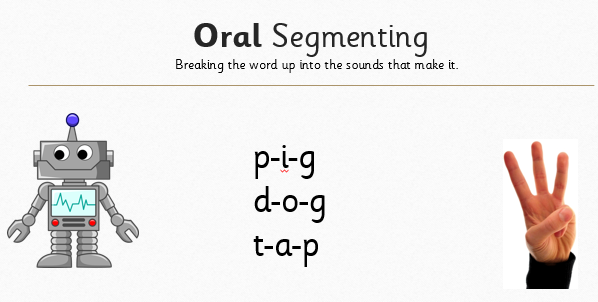 Oral Segmenting
Breaking the word up into the sounds that make it.
p-i-g
d-o-g
t-a-p